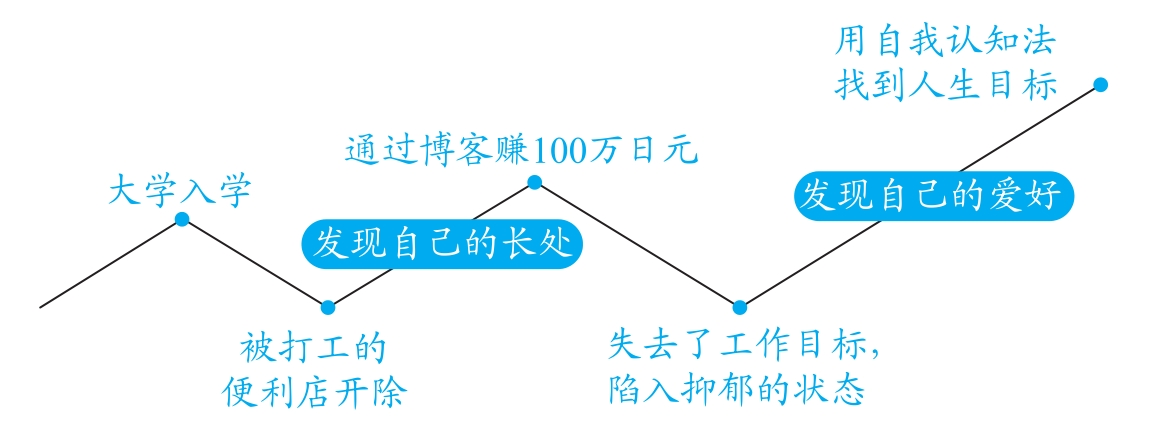 大学入学
被打工的
便利店开除
发现自己的长处
通过博客赚100万日元
失去了工作目标，
陷入抑郁的状态
发现自己的爱好
用自我认知法
找到人生目标